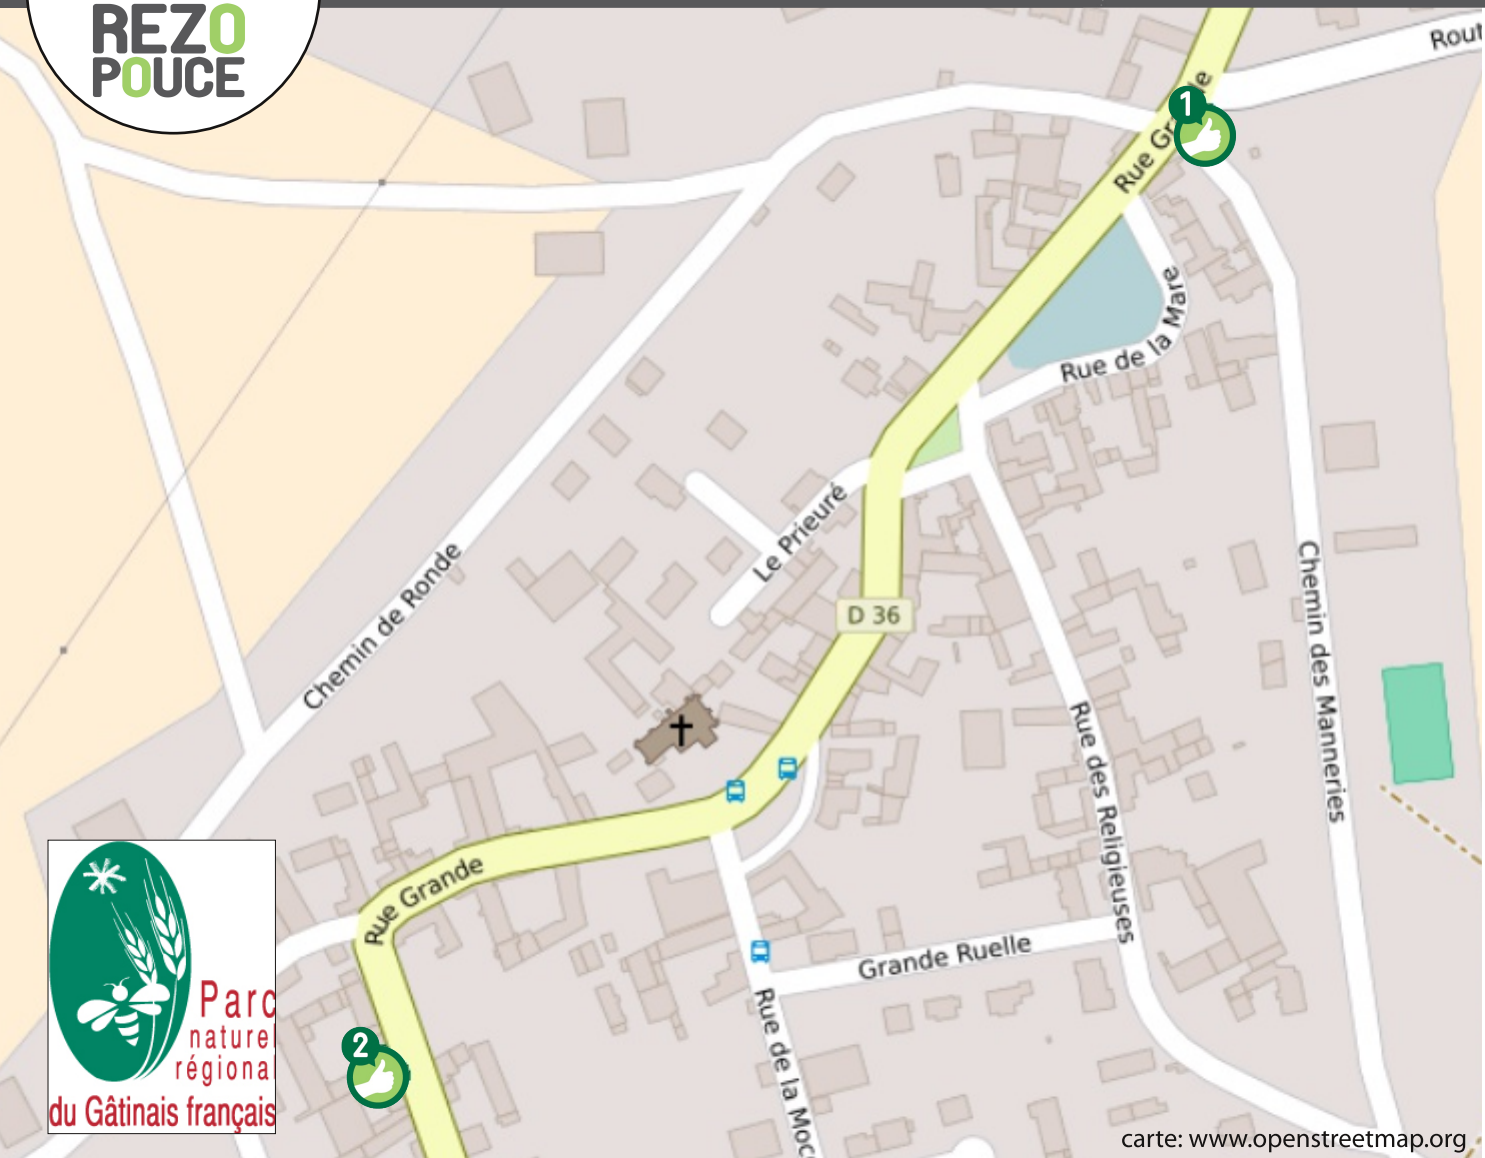 REZO
POUCE
Rout
1
Rue Grande
Rue de la Mare
Le Prieuré
Chemin de Ronde
D 36
Chemin des Manneries
Rue des Religieuses
Rue Grande
Grande Ruelle
Rue de la Moc
2
Parc
naturel
régional
du Gâtinais français
carte: www.openstreetmap.org